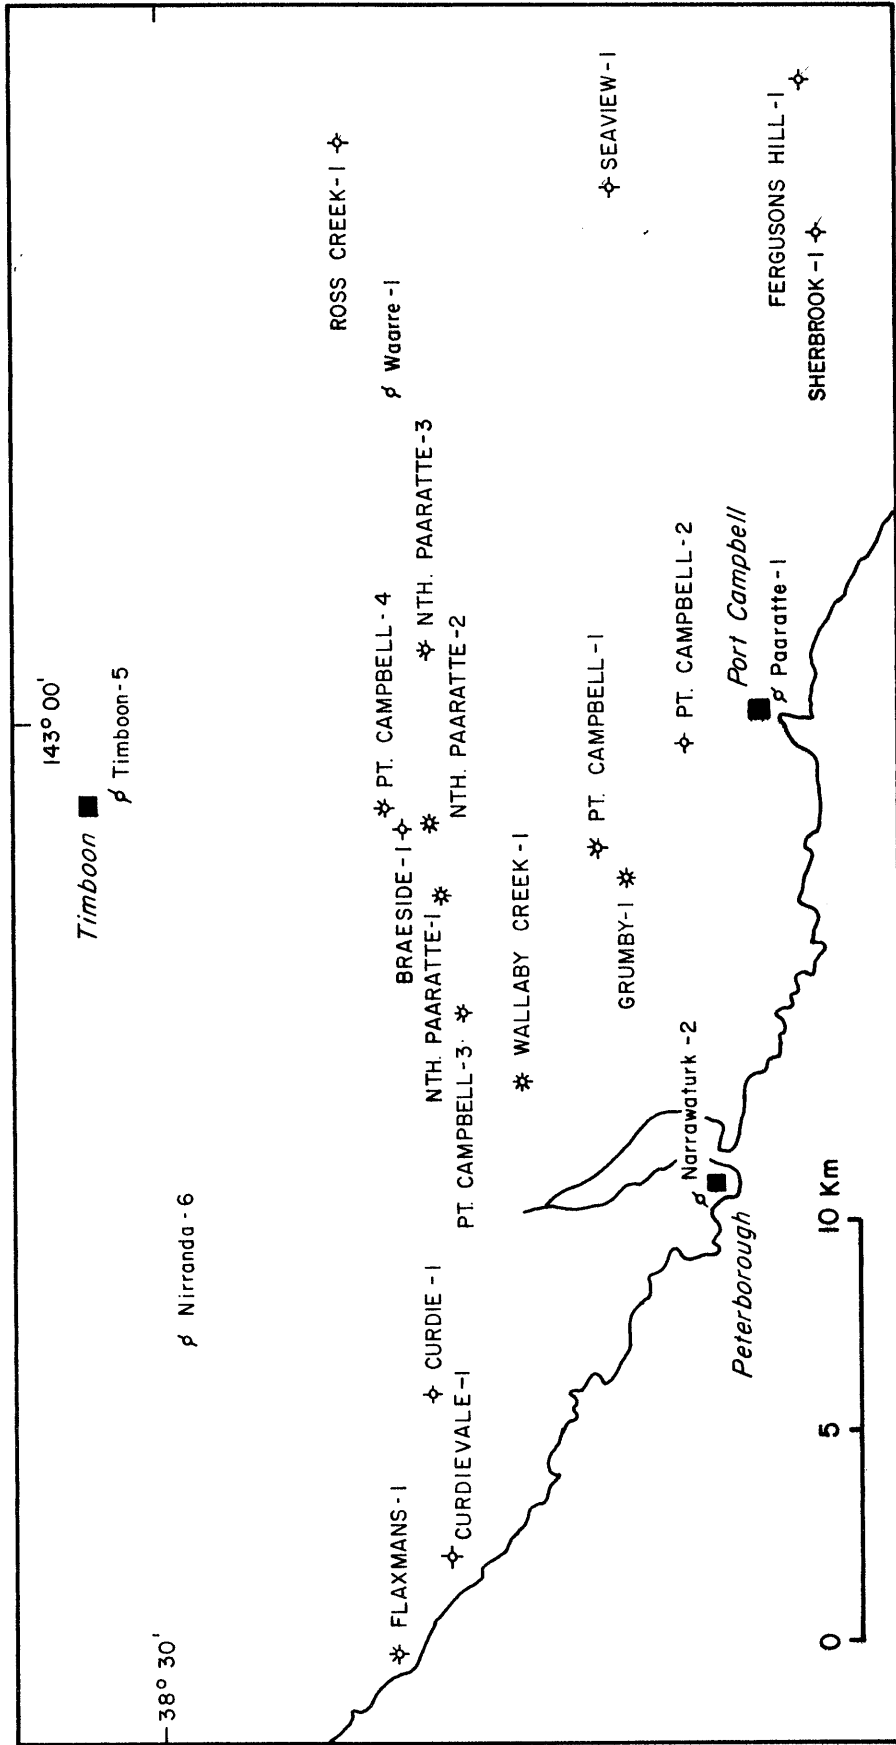 143° 00'
38° 30'
Timboon
Timboon-5
Nirranda-6
ROSS CREEK-1
Waarre-1
PT. CAMPBELL-4
BRAESIDE-1
NTH. PAARATTE-3
NTH. PAARATTE-2
NTH. PAARATTE-1
PT. CAMPBELL-3
FLAXMANS-1
CURDIE-1
CURDIEVALE-1
WALLABY CREEK-1
SEAVIEW-1
PT. CAMPBELL-1
GRUMBY-1
PT. CAMPBELL-2
Narrawaturk-2
Port Campbell
Paaratte-1
Peterborough
FERGUSONS HILL-1
SHERBROOK-1
0 5 10 Km